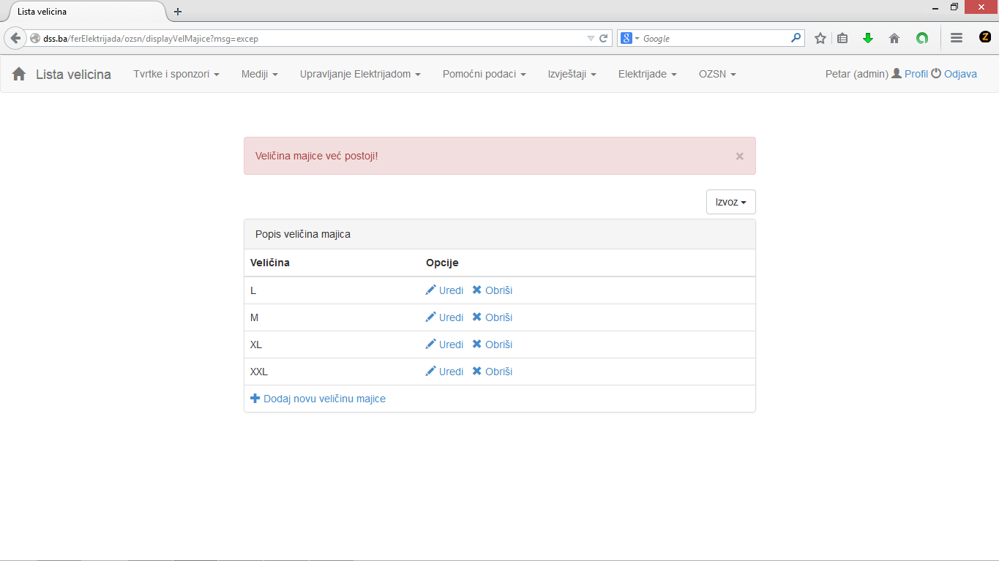 Lista velicina
dss.ba/ferElektrijada/ozsn/displayVelMajice?msg=excep
Google
Lista velicina Tvrtke i sponzori Mediji Upravljanje Elektrijadom Pomoćni podaci Izvještaji Elektrijade OZSN Petar (admin) Profil Odjava
Veličina majice već postoji!
Izvoz
Popis veličina majica
Veličina Opcije
L Uredi Obriši
M Uredi Obriši
XL Uredi Obriši
XXL Uredi Obriši
Dodaj novu veličinu majice